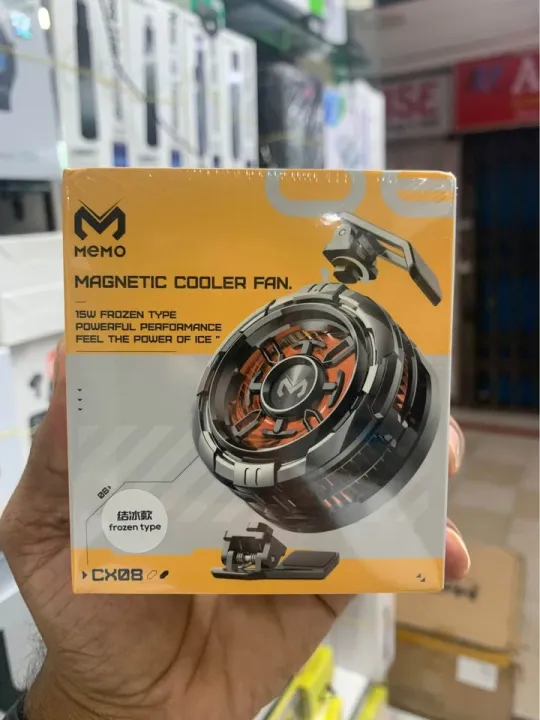 MEMO
MAGNETIC COOLER FAN.
15W FROZEN TYPE
POWERFUL PERFORMANCE
FEEL THE POWER OF ICE "
08
结冰款
frozen type
CX08